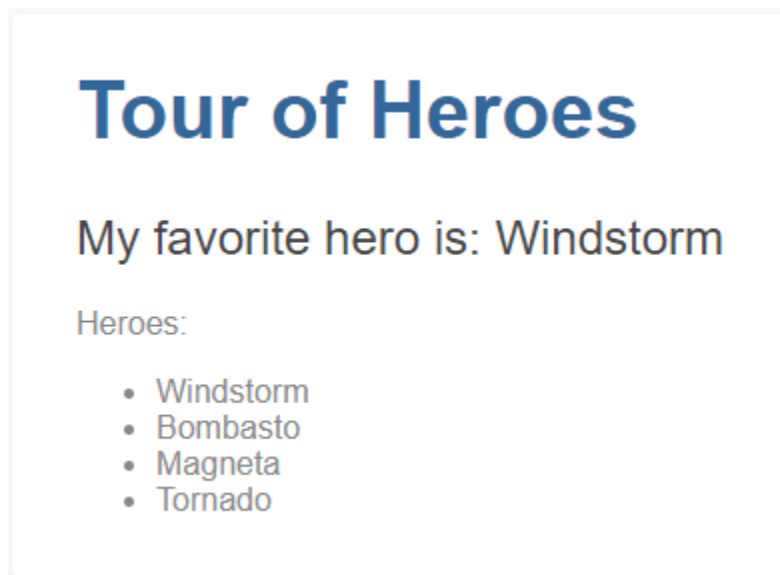 Tour of Heroes
My favorite hero is: Windstorm
Heroes:
Windstorm
Bombasto
Magneta
Tornado